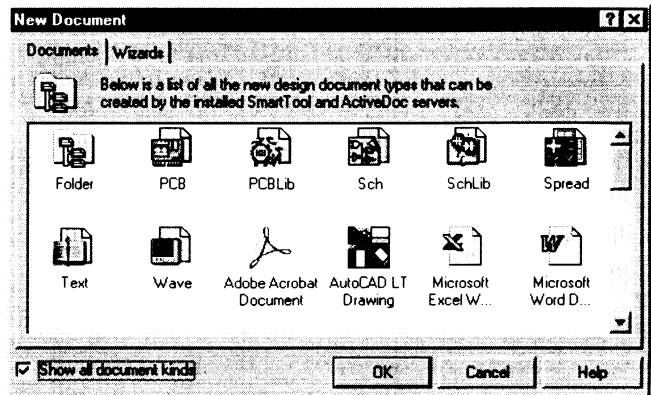 New Document
Documents Wizards
Below is a list of all the new design document types that can be
created by the installed SmartTool and ActiveDoc servers.
Folder PCB PCBLib Sch SchLib Spread
Text Wave Adobe Acrobat Document AutoCAD LT Drawing Microsoft Excel W... Microsoft Word D...
Show all document kinds
OK Cancel Help